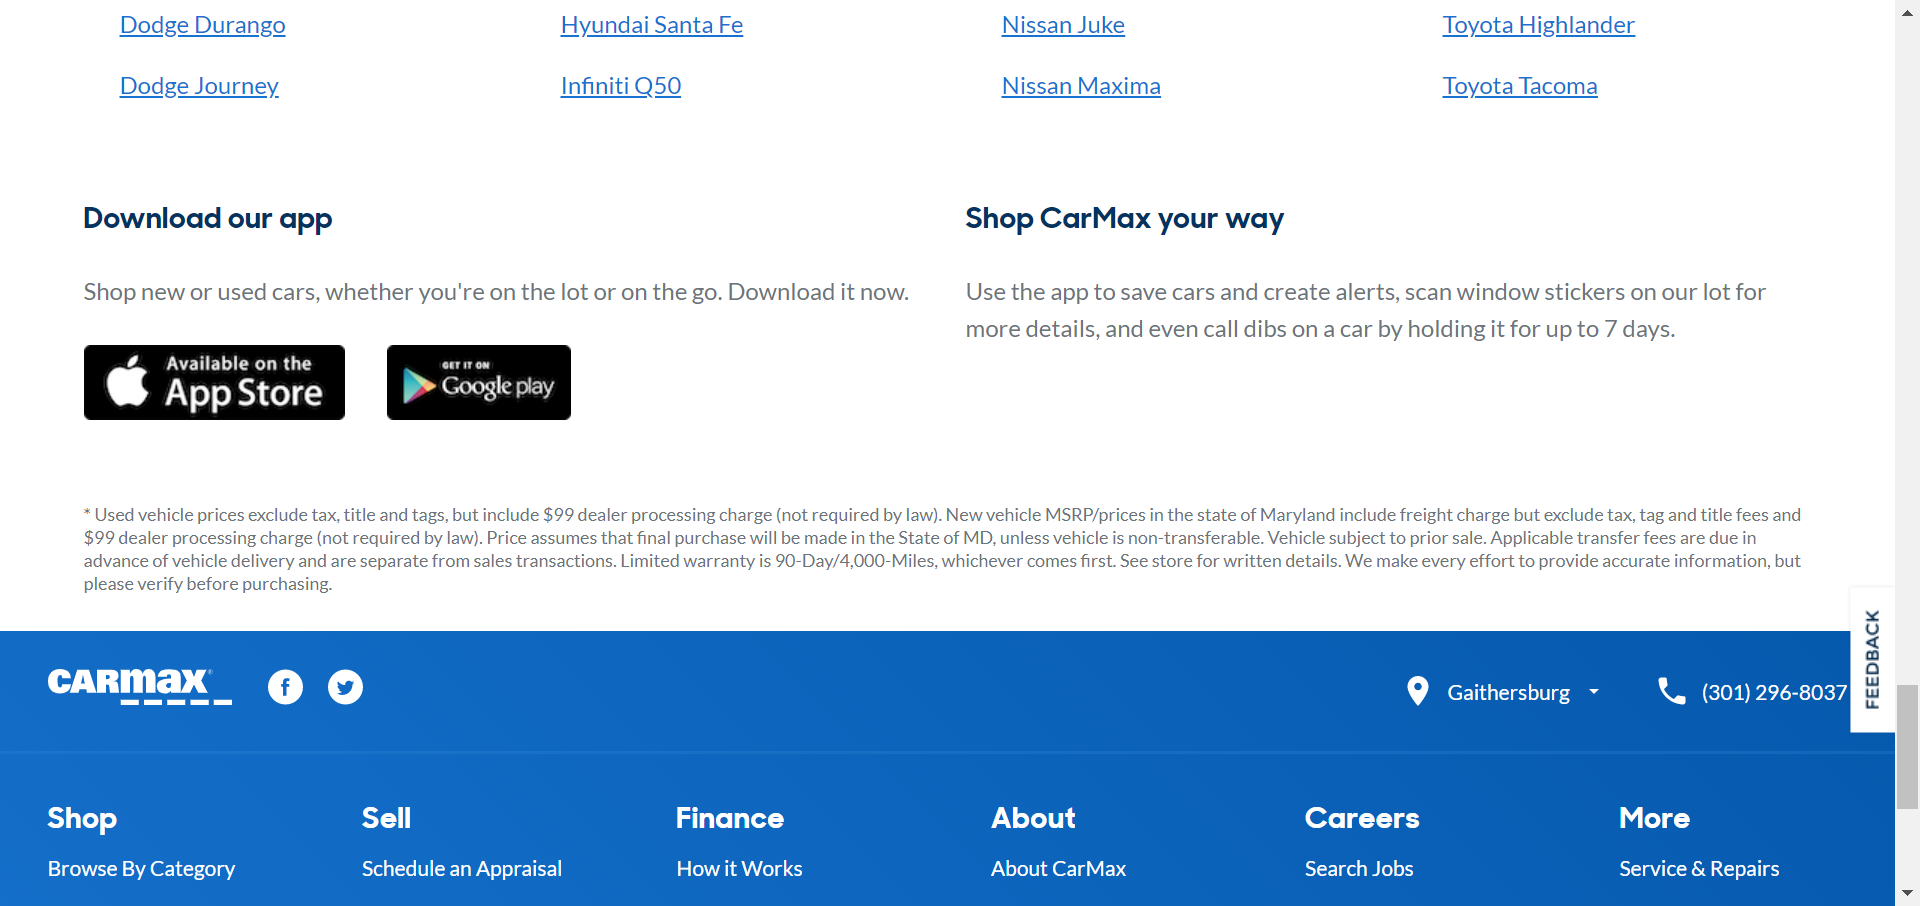 Dodge Durango
Hyundai Santa Fe
Nissan Juke
Toyota Highlander
Dodge Journey
Infiniti Q50
Nissan Maxima
Toyota Tacoma
Download our app
Shop new or used cars, whether you're on the lot or on the go. Download it now.
Available on the
App Store
GET IT ON
Google play
Shop CarMax your way
Use the app to save cars and create alerts, scan window stickers on our lot for
more details, and even call dibs on a car by holding it for up to 7 days.
* Used vehicle prices exclude tax, title and tags, but include $99 dealer processing charge (not required by law). New vehicle MSRP/prices in the state of Maryland include freight charge but exclude tax, tag and title fees and
$99 dealer processing charge (not required by law). Price assumes that final purchase will be made in the State of MD, unless vehicle is non-transferable. Vehicle subject to prior sale. Applicable transfer fees are due in
advance of vehicle delivery and are separate from sales transactions. Limited warranty is 90-Day/4,000-Miles, whichever comes first. See store for written details. We make every effort to provide accurate information, but
please verify before purchasing.
FEEDBACK
CARMAX
Gaithersburg
(301) 296-8037
Shop
Browse By Category
Sell
Schedule an Appraisal
Finance
How it Works
About
About CarMax
Careers
Search Jobs
More
Service & Repairs